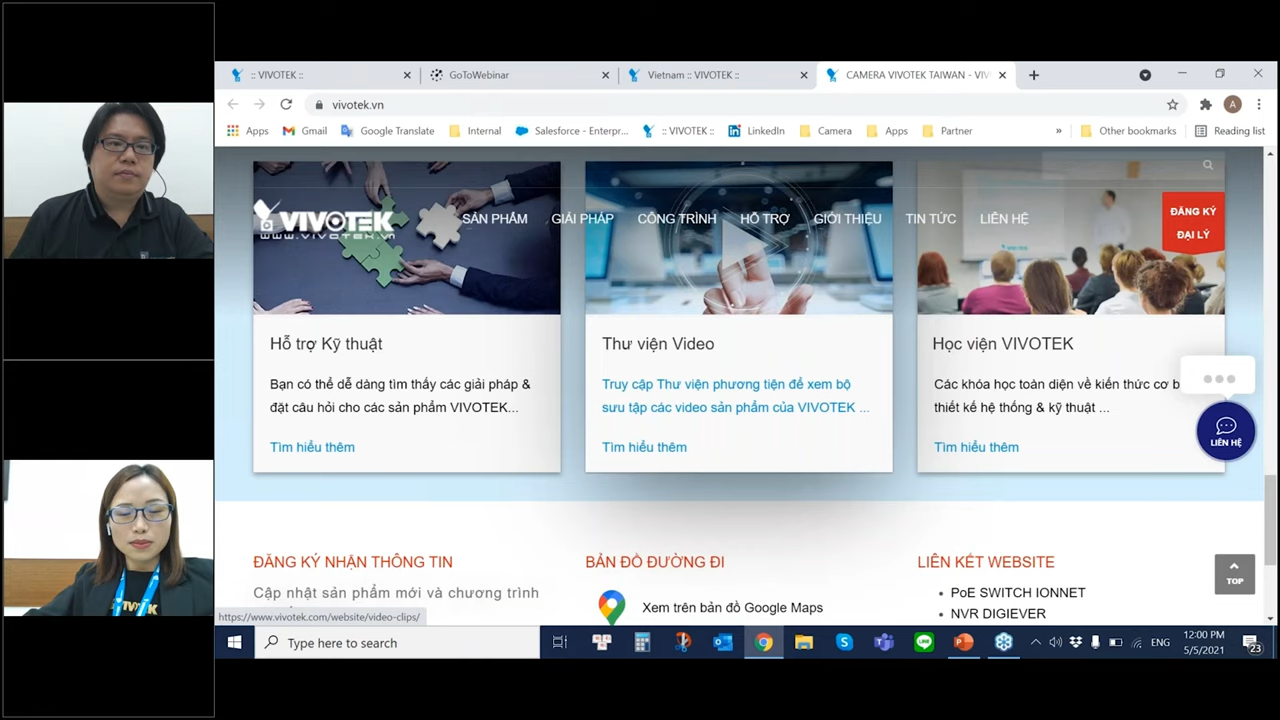 :: VIVOTEK ::
GoToWebinar
Vietnam :: VIVOTEK ::
CAMERA VIVOTEK TAIWAN - VIV
vivotek.vn
A
Apps
Gmail
Google Translate
Internal
Salesforce - Enterpr...
:: VIVOTEK ::
LinkedIn
Camera
Apps
Partner
»
Other bookmarks
Reading list
VIVOTEK
WWW.VIVOTEK.VN
SẢN PHẨM
GIẢI PHÁP
CÔNG TRÌNH
HỖ TRỢ
GIỚI THIỆU
TIN TỨC
LIÊN HỆ
ĐĂNG KÝ
ĐẠI LÝ
Hỗ trợ Kỹ thuật
Bạn có thể dễ dàng tìm thấy các giải pháp &
đặt câu hỏi cho các sản phẩm VIVOTEK...
Tìm hiểu thêm
Thư viện Video
Truy cập Thư viện phương tiện để xem bộ
sưu tập các video sản phẩm của VIVOTEK ...
Tìm hiểu thêm
Học viện VIVOTEK
Các khóa học toàn diện về kiến thức cơ b
thiết kế hệ thống & kỹ thuật ...
Tìm hiểu thêm
LIÊN HỆ
ĐĂNG KÝ NHẬN THÔNG TIN
Cập nhật sản phẩm mới và chương trình
BẢN ĐỒ ĐƯỜNG ĐI
Xem trên bản đồ Google Maps
LIÊN KẾT WEBSITE
PoE SWITCH IONNET
NVR DIGIEVER
TOP
https://www.vivotek.com/website/video-clips/
Type here to search
ENG
12:00 PM
5/5/2021
23
VIVOTEK